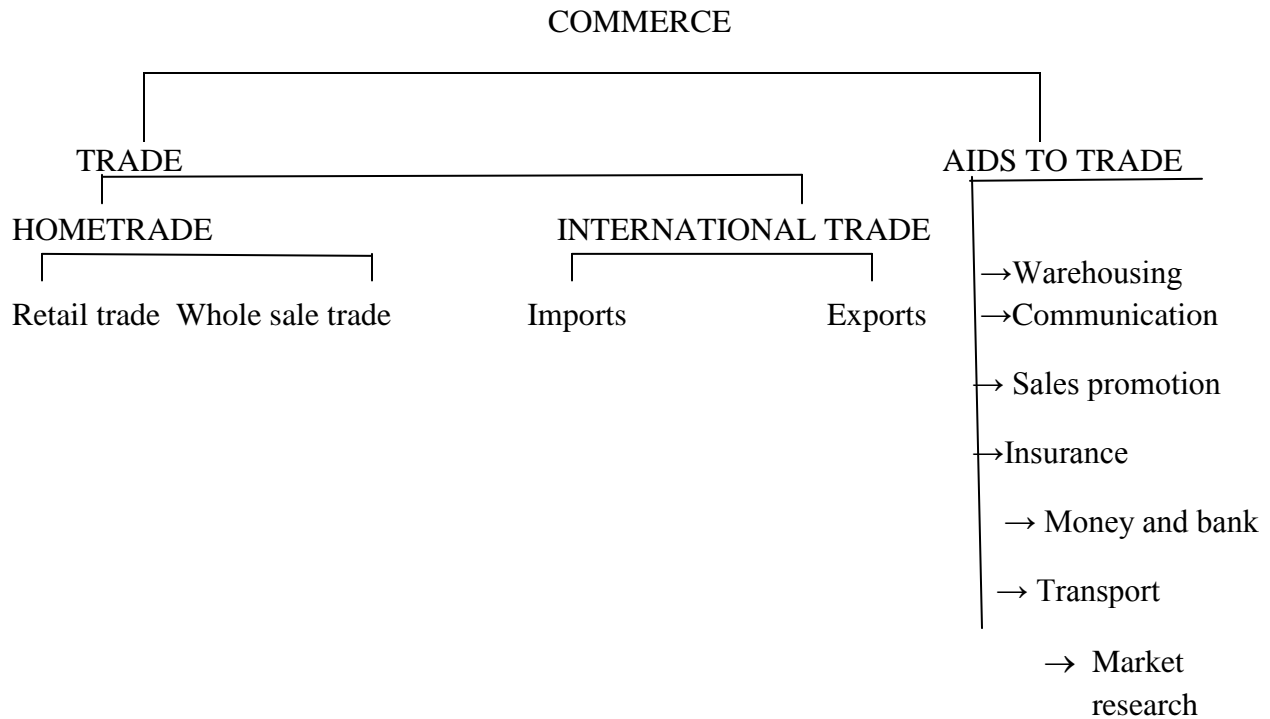 COMMERCE
TRADE
AIDS TO TRADE
HOMETRADE
INTERNATIONAL TRADE
Retail trade Whole sale trade
Imports
Exports
→Warehousing
→Communication
→ Sales promotion
→Insurance
→ Money and bank
→ Transport
→ Market
research